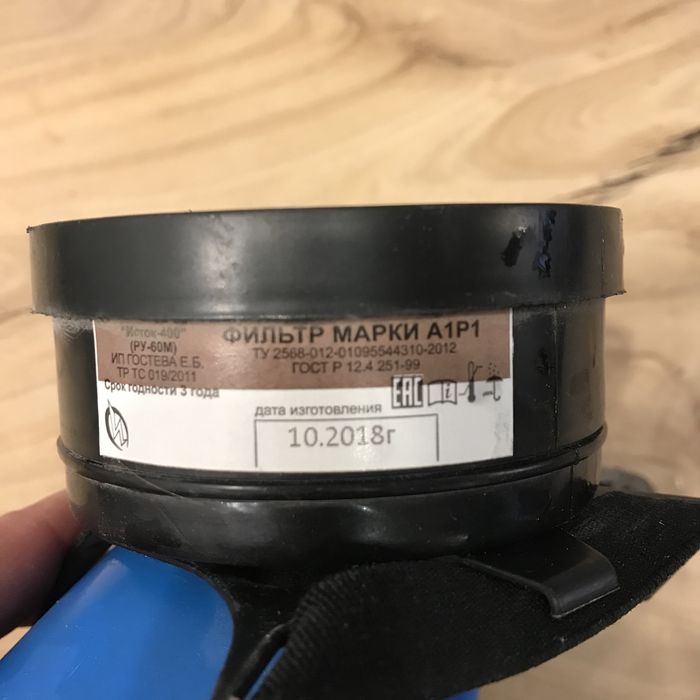 "Исток-400"
(РУ-60М)
ИП ГОСТЕВА Е.Б.
ТР ТС 019/2011
Срок годности 3 года
ФИЛЬТР МАРКИ А1Р1
ТУ 2568-012-01095544310-2012
ГОСТ Р 12.4 251-99
EAC
дата изготовления
10.2018г